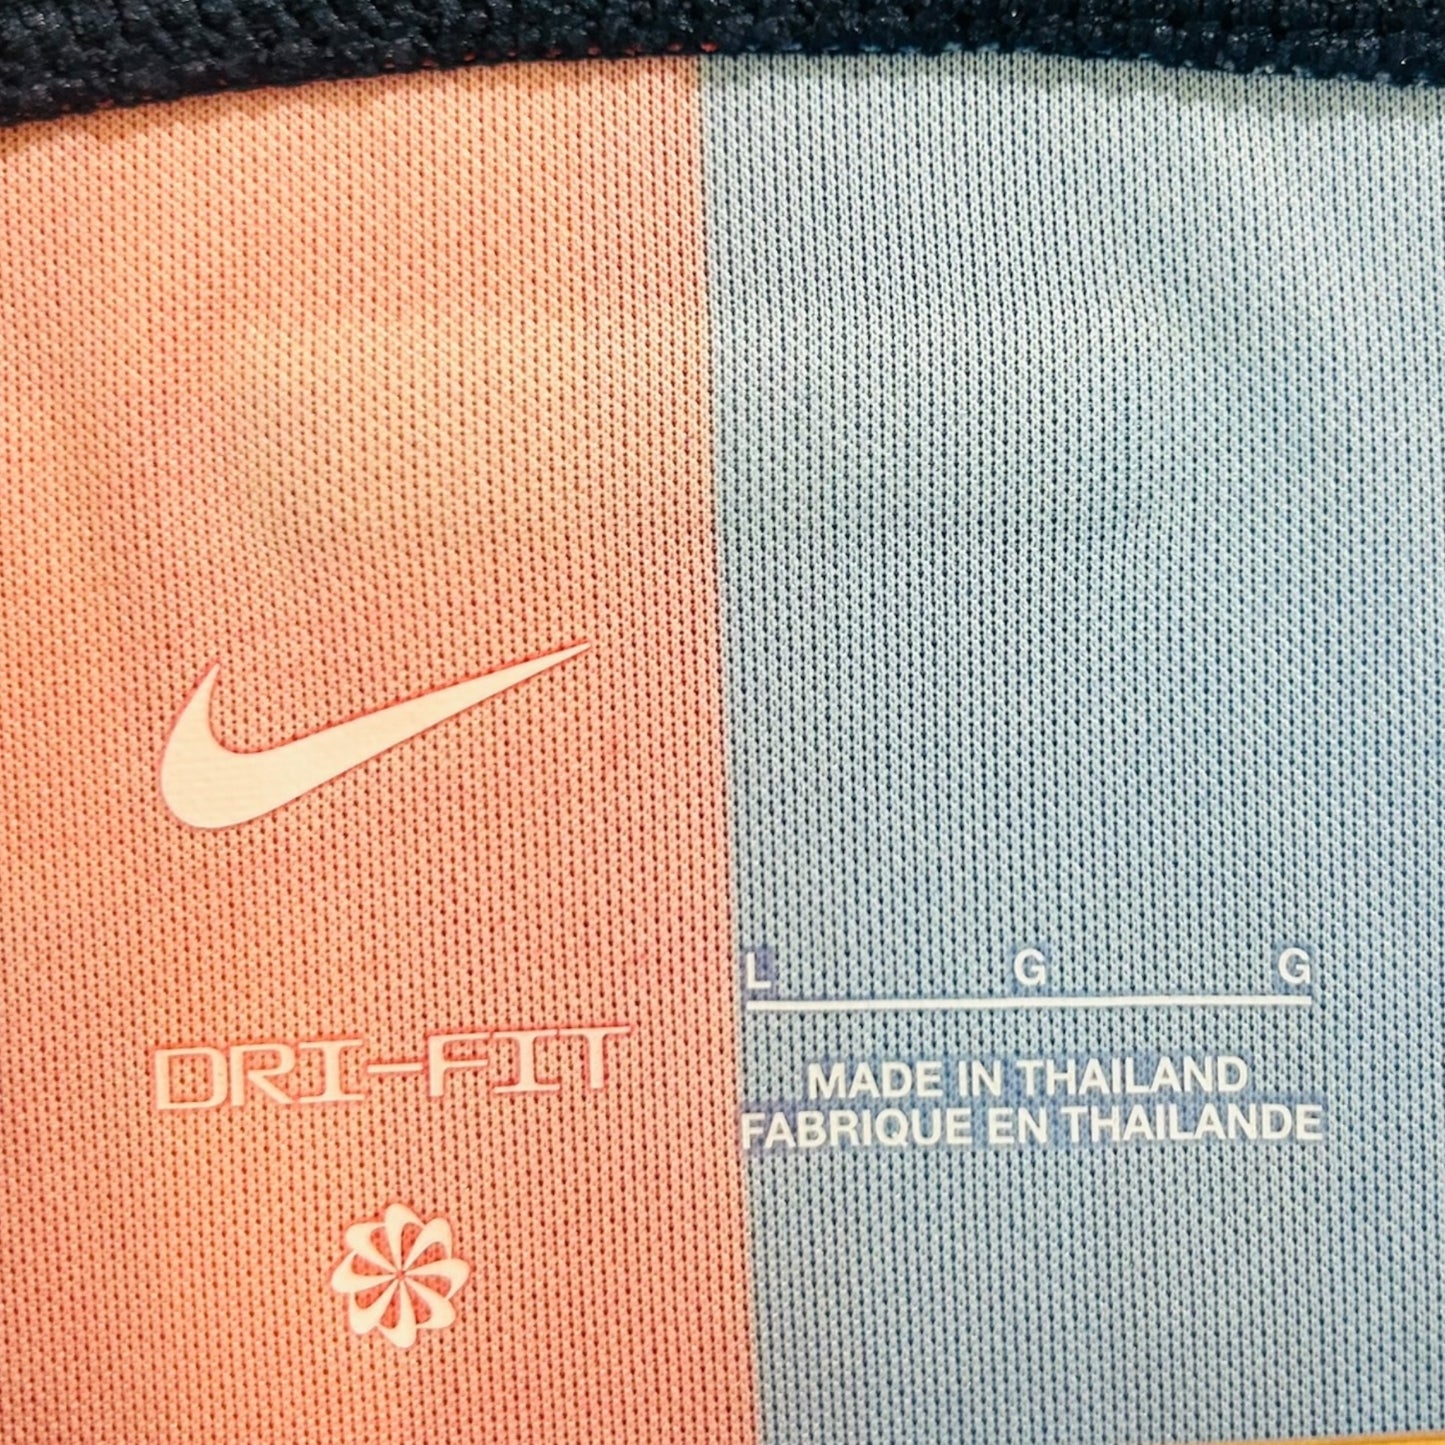 DRI-FIT
L G G
MADE IN THAILAND
FABRIQUE EN THAILANDE